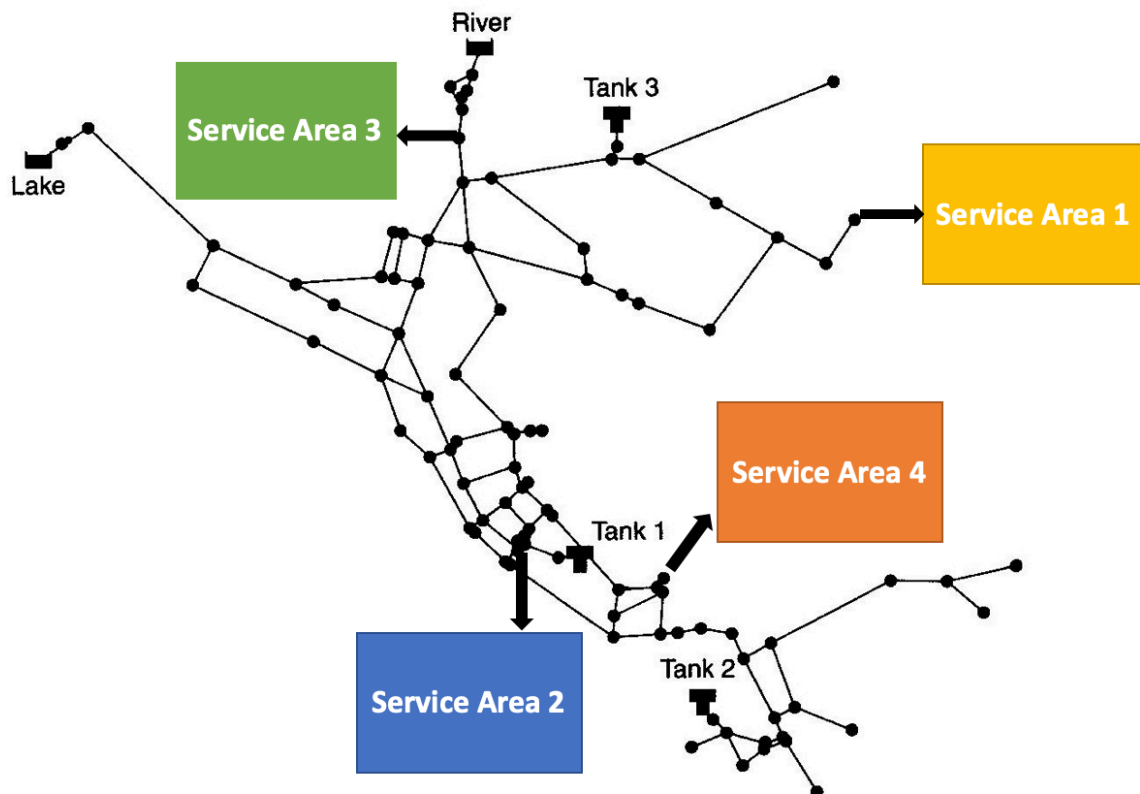 River
Tank 3
Service Area 3
Lake
Service Area 1
Service Area 4
Tank 1
Tank 2
Service Area 2